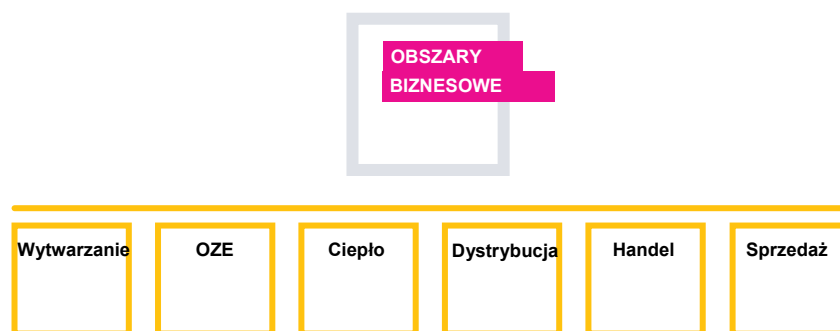 OBSZARY
BIZNESOWE
Wytwarzanie
OZE
Ciepło
Dystrybucja
Handel
Sprzedaż